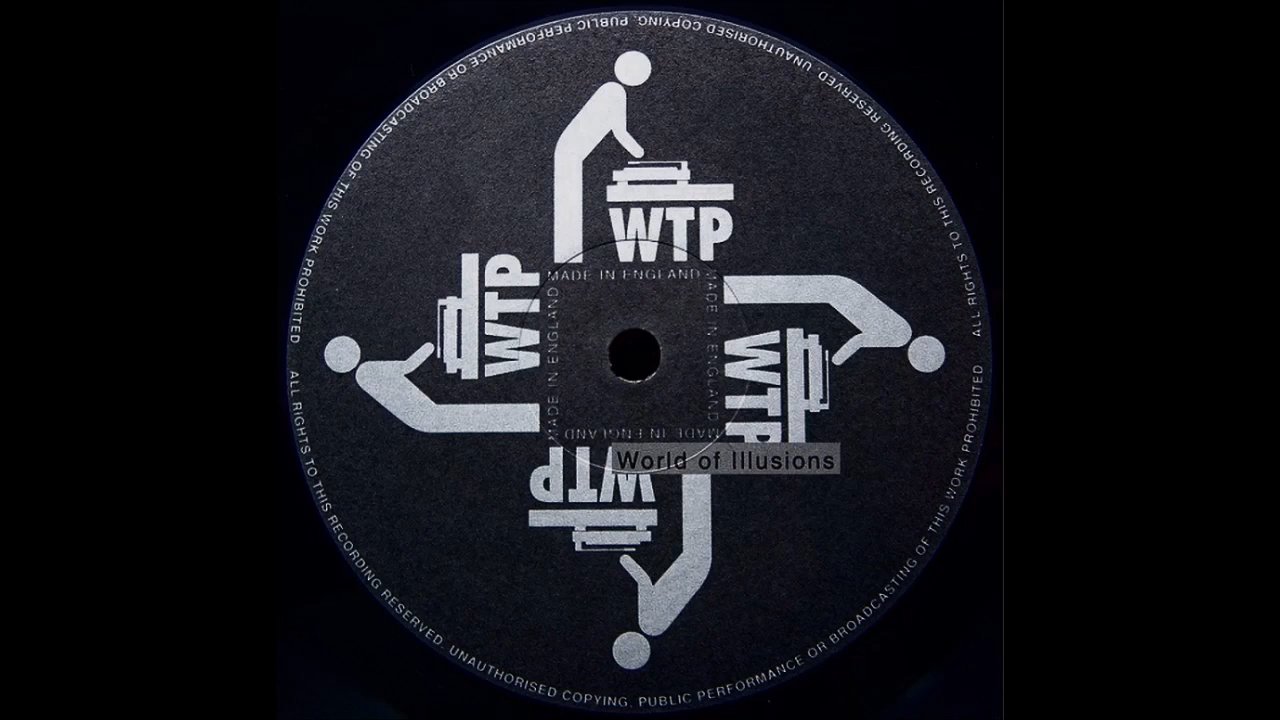 WTP
MADE IN ENGLAND
WTP
MADE IN ENGLAND
MADE IN ENGLAND
WTP
MADE IN ENGLAND
WTP
World of Illusions
ALL RIGHTS TO THIS RECORDING RESERVED. UNAUTHORISED COPYING, PUBLIC PERFORMANCE OR BROADCASTING OF THIS WORK PROHIBITED
ALL RIGHTS TO THIS RECORDING RESERVED. UNAUTHORISED COPYING, PUBLIC PERFORMANCE OR BROADCASTING OF THIS WORK PROHIBITED